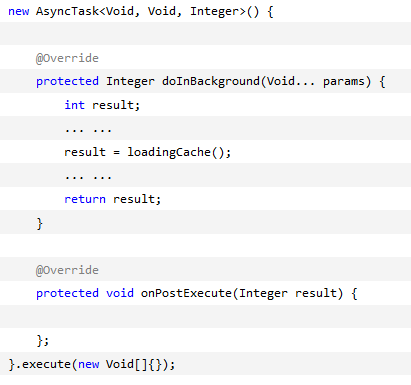 new AsyncTask<Void, Void, Integer>() {
@Override
protected Integer doInBackground(Void... params) {
int result;
... ...
result = loadingCache();
... ...
return result;
}
@Override
protected void onPostExecute(Integer result) {
};
}.execute(new Void[]{});